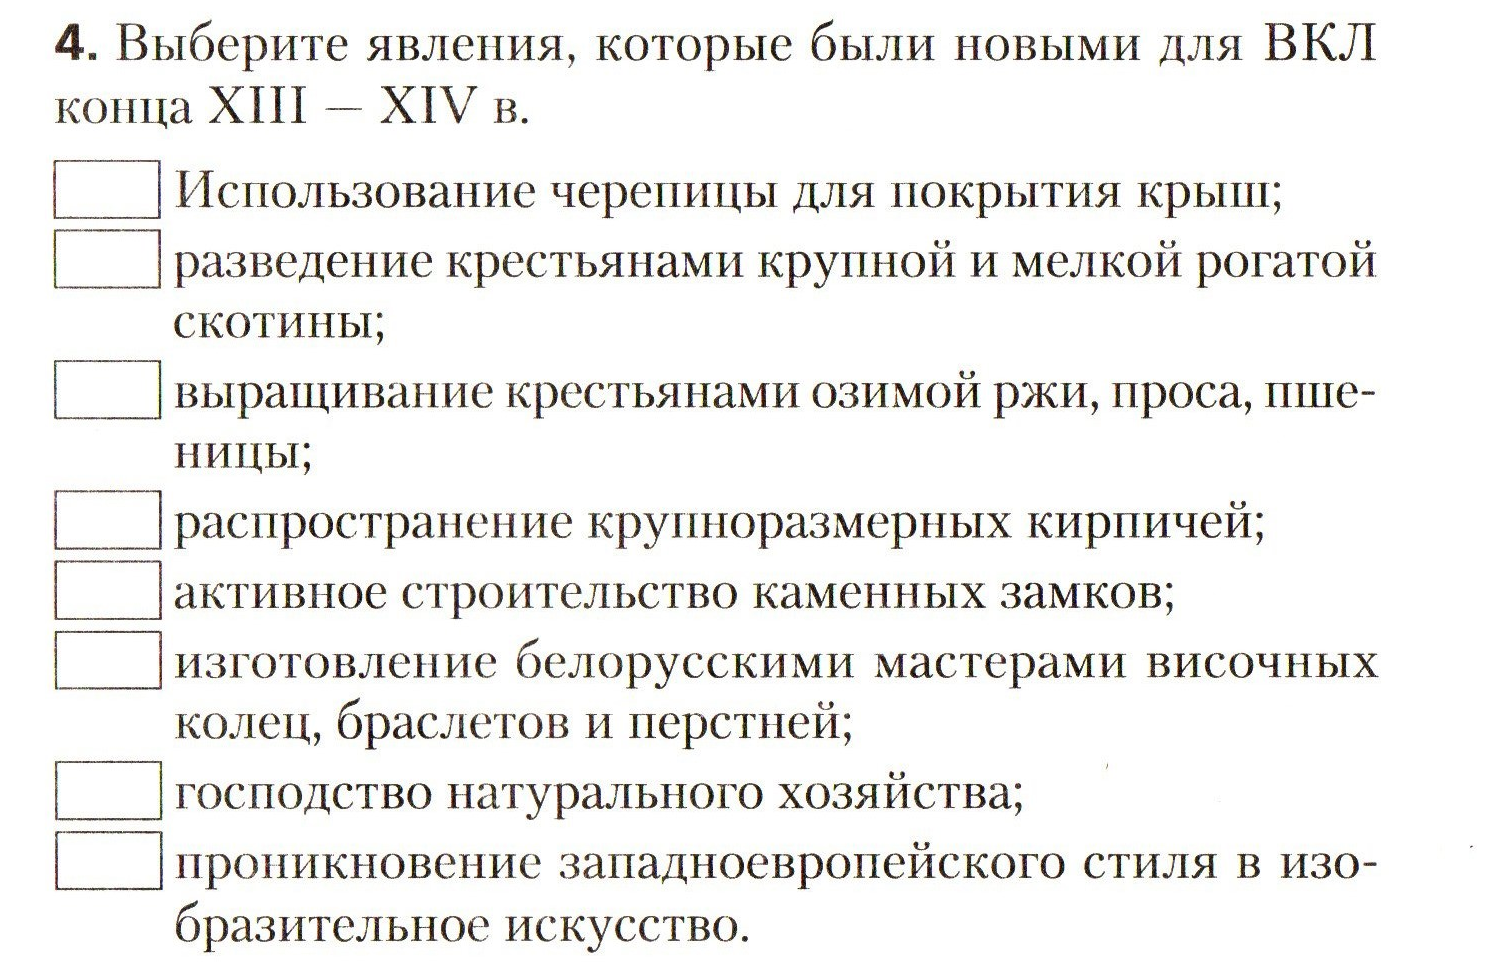 4. Выберите явления, которые были новыми для ВКЛ
конца XIII – XIV в.
Использование черепицы для покрытия крыш;
разведение крестьянами крупной и мелкой рогатой
скотины;
выращивание крестьянами озимой ржи, проса, пше-
ницы;
распространение крупноразмерных кирпичей;
активное строительство каменных замков;
изготовление белорусскими мастерами височных
колец, браслетов и перстней;
господство натурального хозяйства;
проникновение западноевропейского стиля в изо-
бразительное искусство.